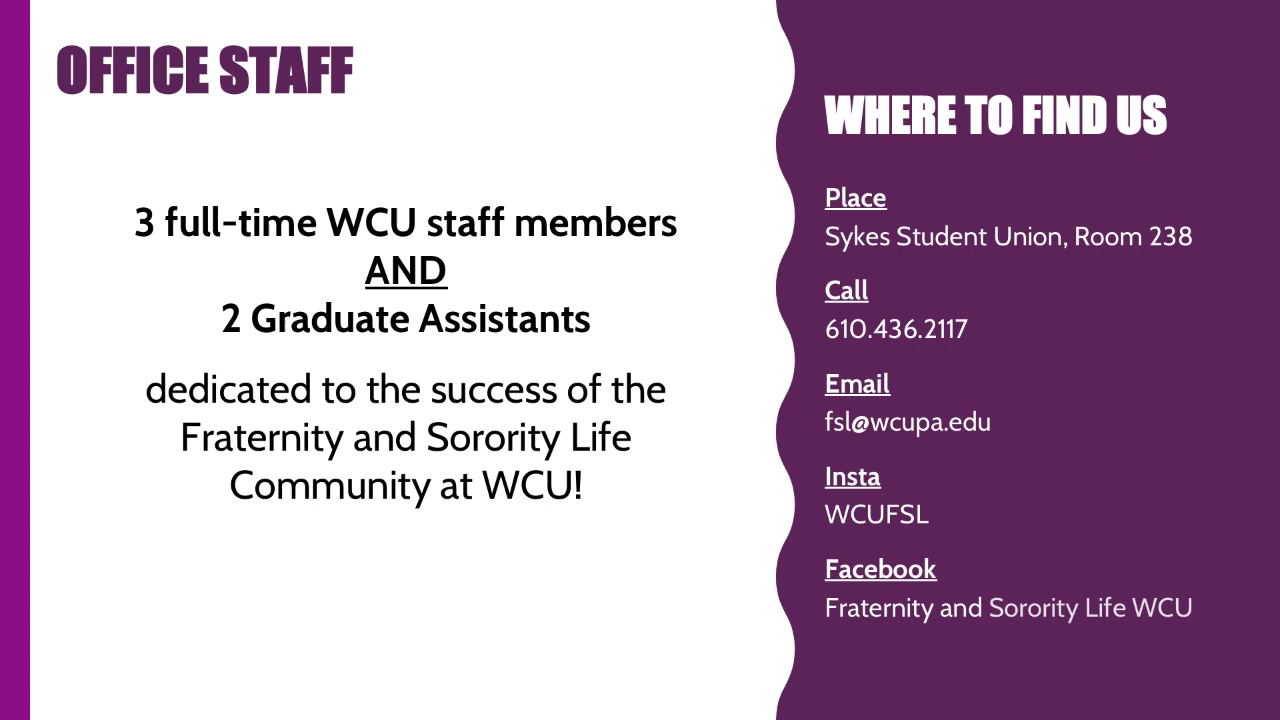 OFFICE STAFF
3 full-time WCU staff members
AND
2 Graduate Assistants
dedicated to the success of the
Fraternity and Sorority Life
Community at WCU!
WHERE TO FIND US
Place
Sykes Student Union, Room 238
Call
610.436.2117
Email
fsl@wcupa.edu
Insta
WCUFSL
Facebook
Fraternity and Sorority Life WCU